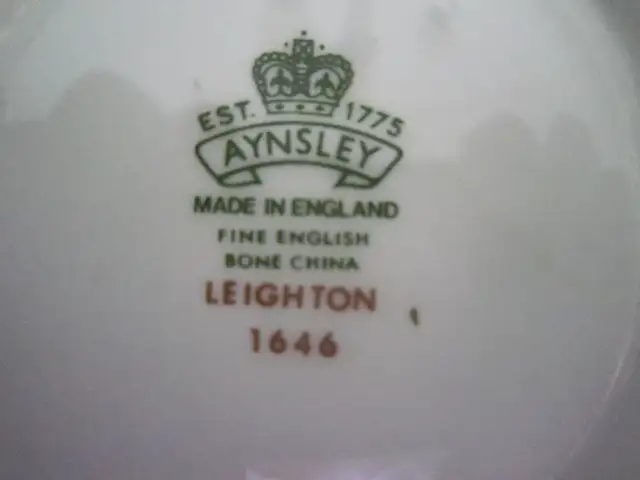 EST. 1775
AYNSLEY
MADE IN ENGLAND
FINE ENGLISH
BONE CHINA
LEIGHTON
1646